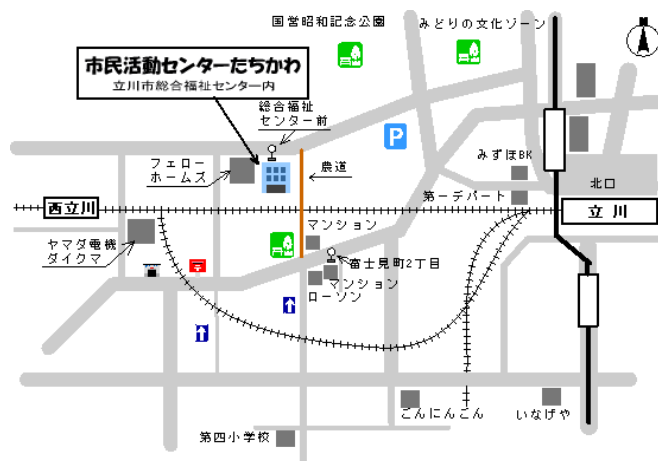 国営昭和記念公園
みどりの文化ゾーン
N
市民活動センターたちかわ
立川市総合福祉センター内
総合福祉
センター前
P
フェロー
ホームズ
農道
みずほBK
北口
第一デパート
西立川
立川
ヤマダ電機
ダイクマ
マンション
富士見町2丁目
マンション
ローソン
ごんにんごん
いなげや
第四小学校